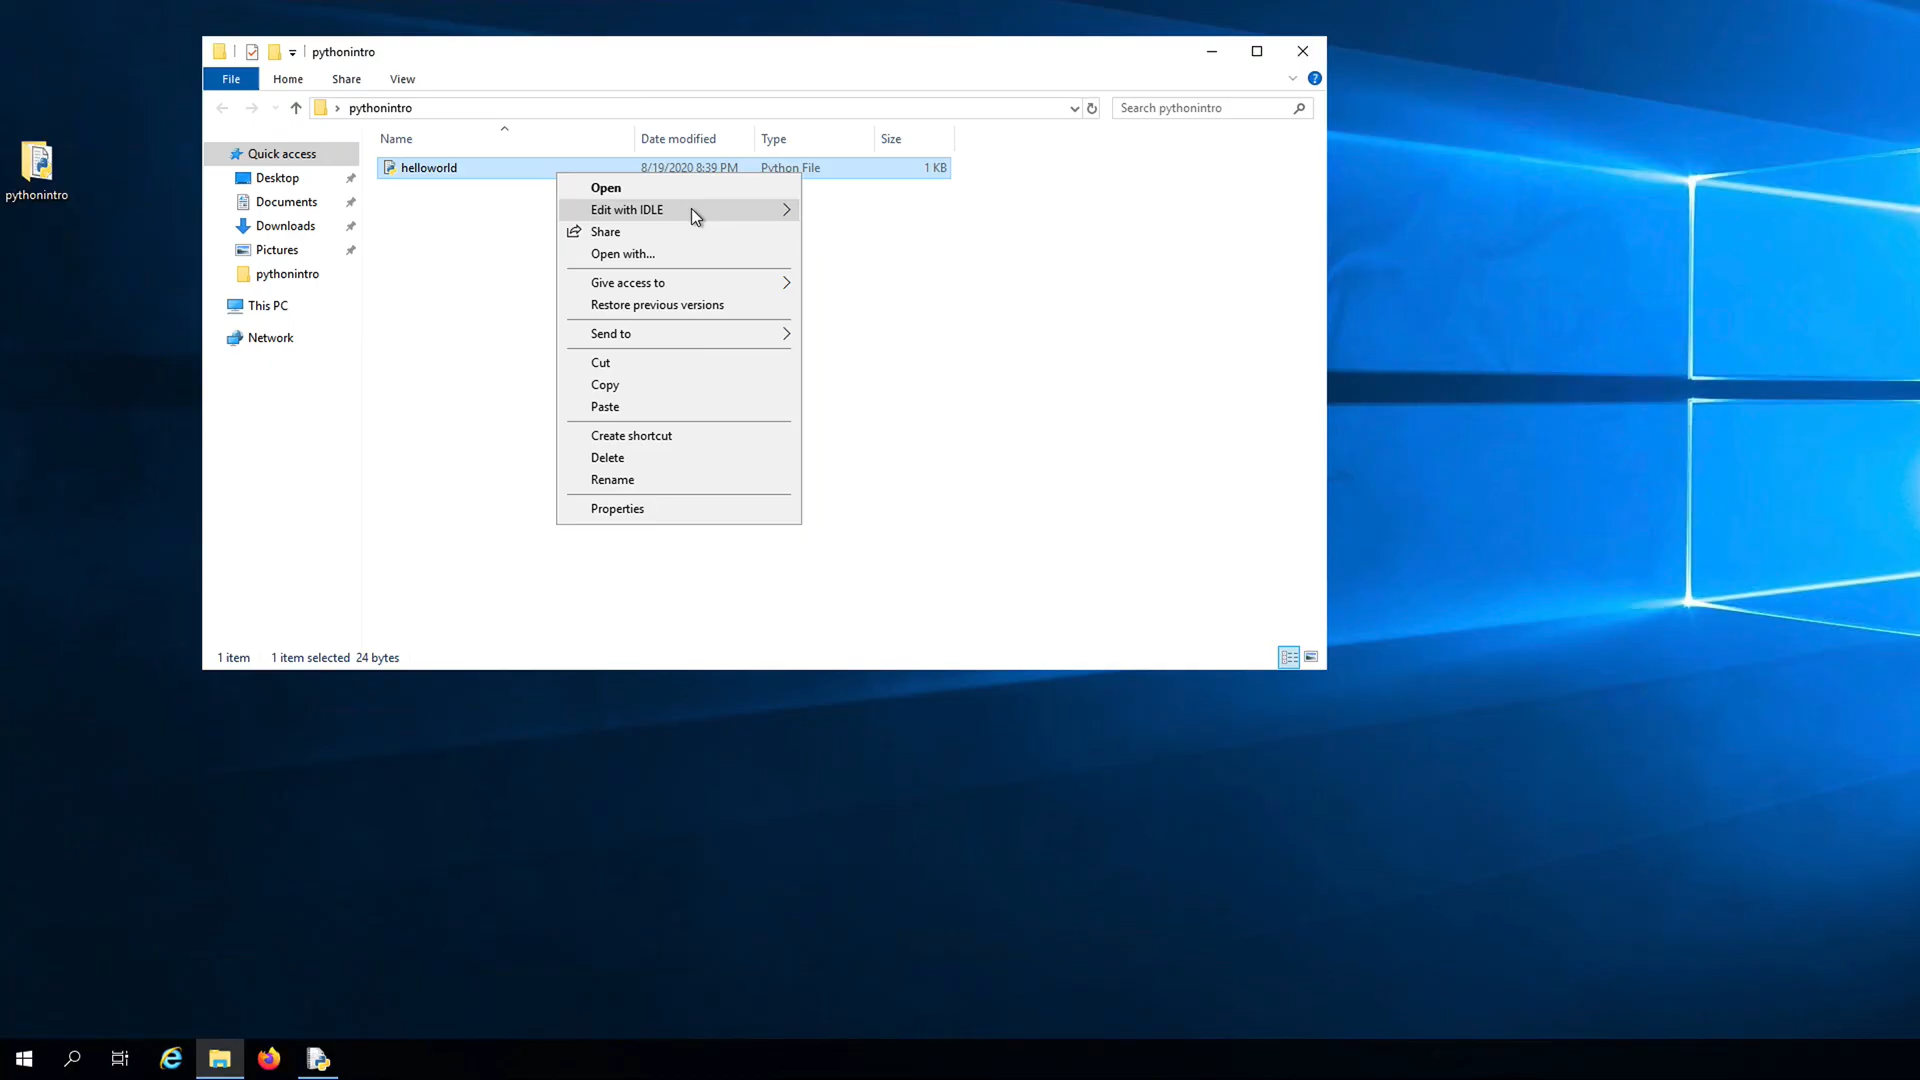 pythonintro
File Home Share View
pythonintro
Search pythonintro
Name Date modified Type Size
Quick access
helloworld 8/19/2020 8:39 PM Python File 1 KB
Desktop
Documents
Downloads
Pictures
pythonintro
This PC
Network
Open
Edit with IDLE
Share
Open with...
Give access to
Restore previous versions
Send to
Cut
Copy
Paste
Create shortcut
Delete
Rename
Properties
1 item 1 item selected 24 bytes
pythonintro